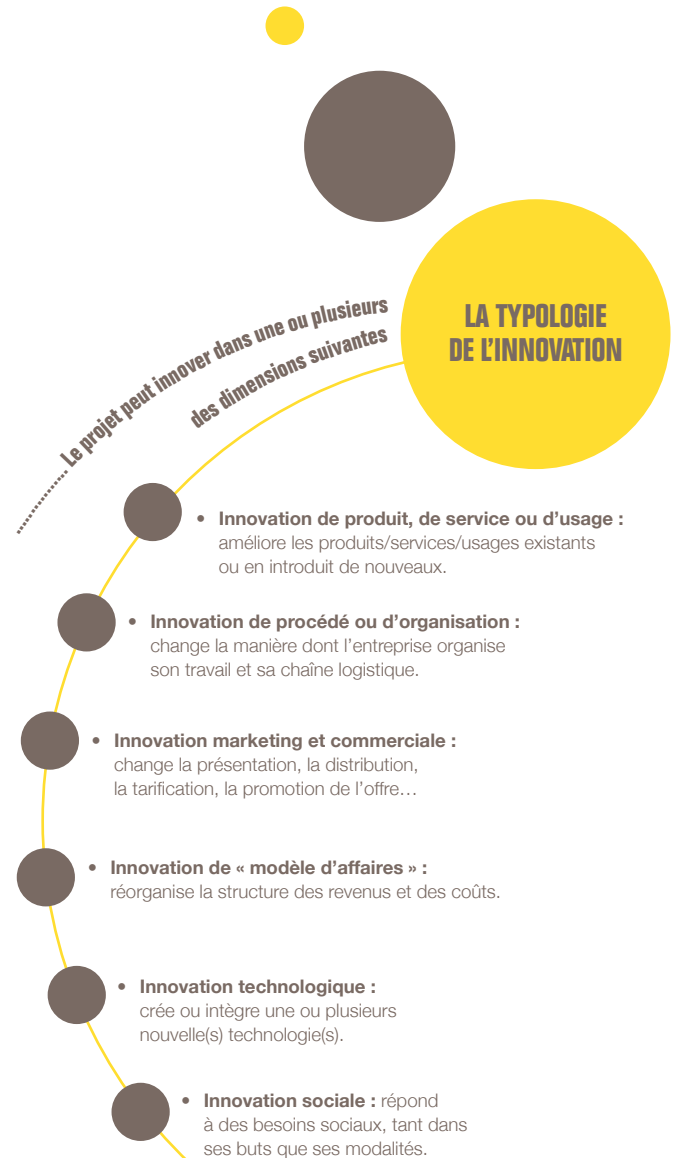 LA TYPOLOGIE
DE L’INNOVATION
Le projet peut innover dans une ou plusieurs
des dimensions suivantes
• Innovation de produit, de service ou d’usage :
améliore les produits/services/usages existants
ou en introduit de nouveaux.
• Innovation de procédé ou d’organisation :
change la manière dont l’entreprise organise
son travail et sa chaîne logistique.
• Innovation marketing et commerciale :
change la présentation, la distribution,
la tarification, la promotion de l’offre…
• Innovation de « modèle d’affaires » :
réorganise la structure des revenus et des coûts.
• Innovation technologique :
crée ou intègre une ou plusieurs
nouvelle(s) technologie(s).
• Innovation sociale : répond
à des besoins sociaux, tant dans
ses buts que ses modalités.